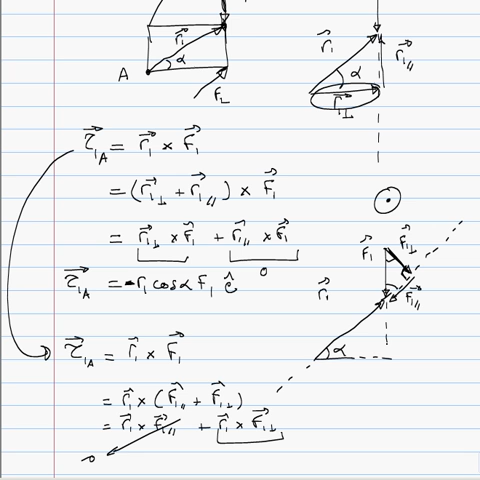 r⃗₁ r⃗₁ r⃗₁∥
A α α
F⊥ r⃗₁⊥
τ⃗₁A = r⃗₁ × F⃗₁
= (r⃗₁⊥ + r⃗₁∥) × F⃗₁
= r⃗₁⊥ × F⃗₁ + r⃗₁∥ × F⃗₁
0
F⃗₁ F⃗₁⊥
τ⃗₁A = r₁ cosα F₁ ê
r⃗₁ F⃗₁∥
α
τ⃗₁A = r⃗₁ × F⃗₁
= r⃗₁ × (F⃗₁∥ + F⃗₁⊥)
= r⃗₁ × F⃗₁∥ + r⃗₁ × F⃗₁⊥
0